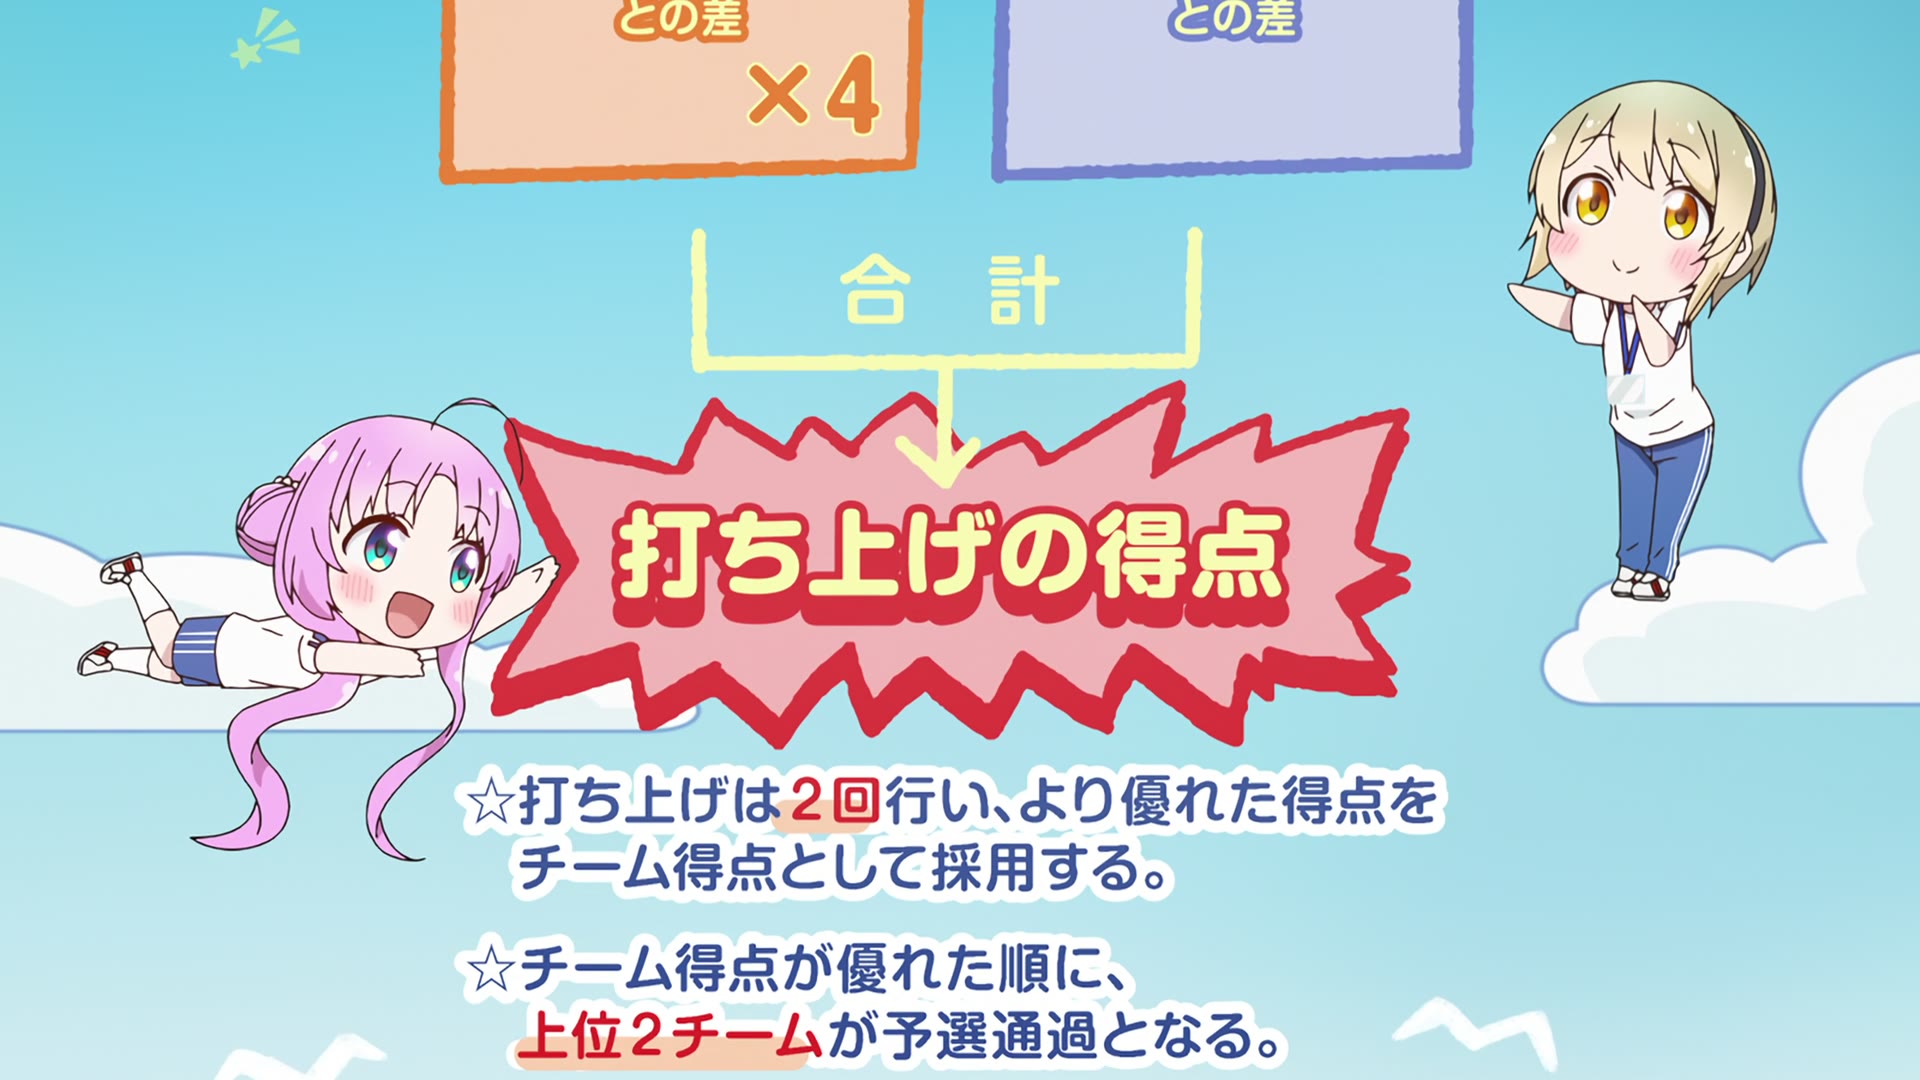 との差
×4
との差
合計
打ち上げの得点
☆打ち上げは２回行い、より優れた得点を
チーム得点として採用する。
☆チーム得点が優れた順に、
上位２チームが予選通過となる。